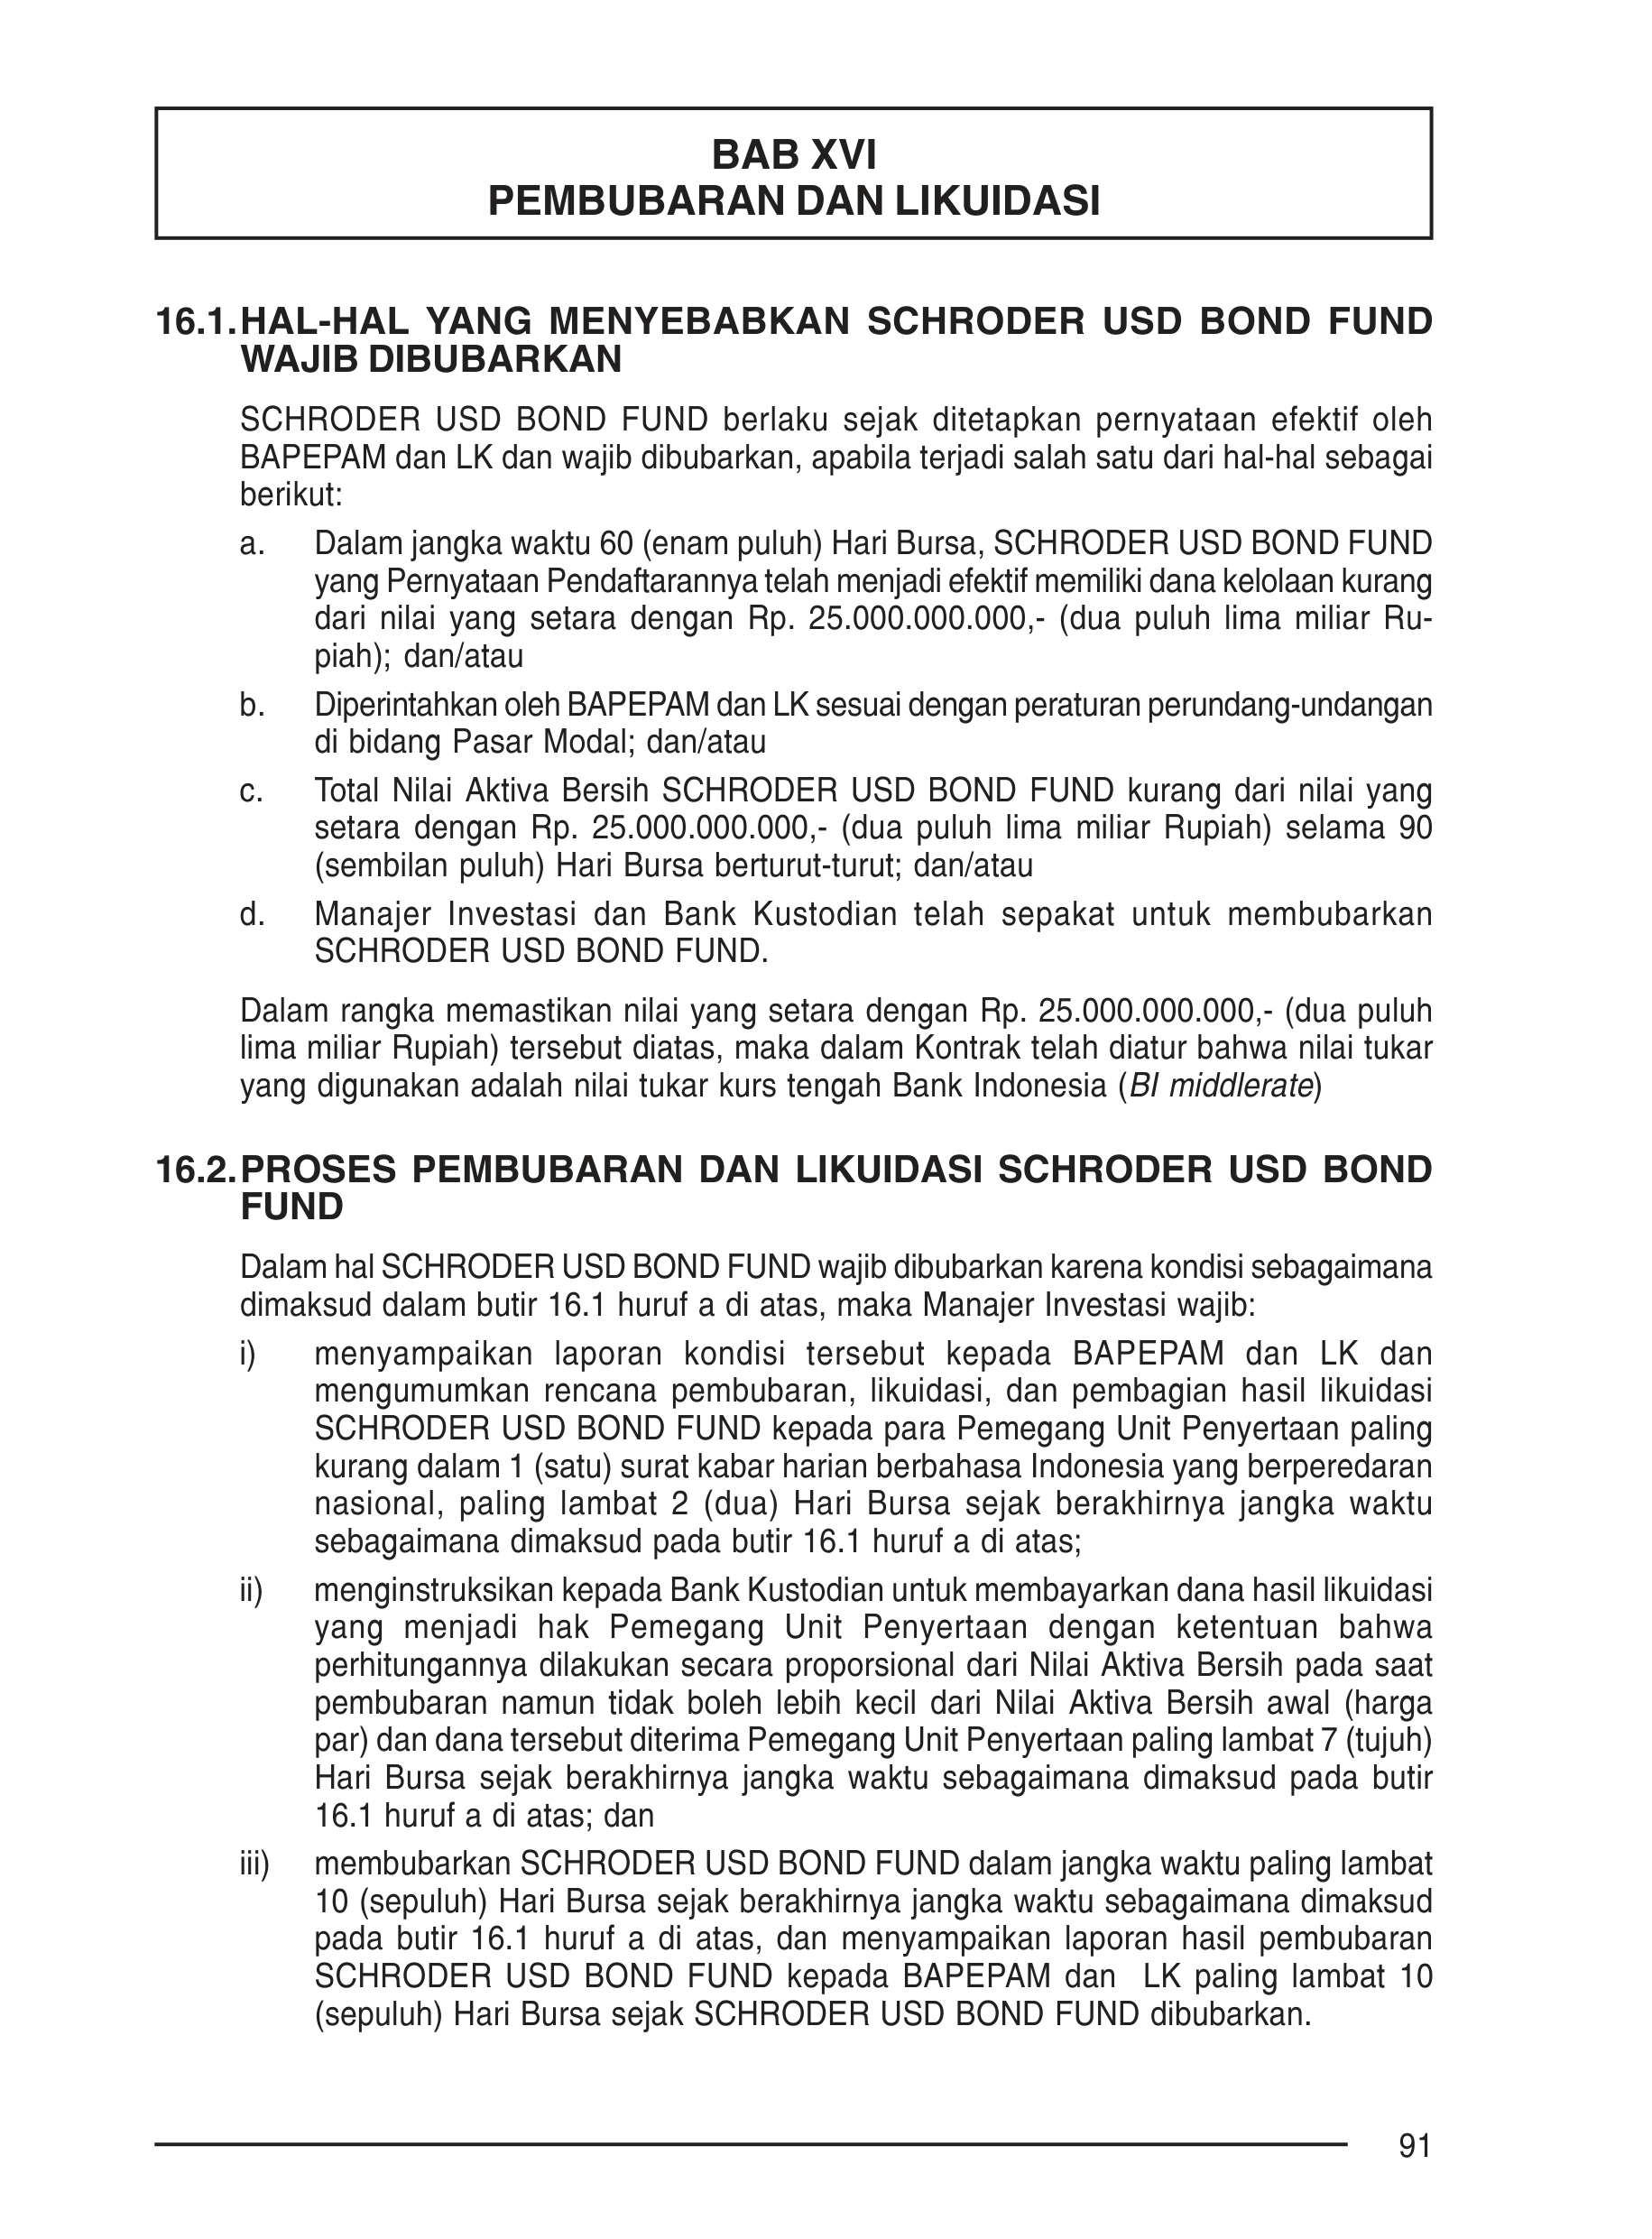 BAB XVI
PEMBUBARAN DAN LIKUIDASI
16.1. HAL-HAL YANG MENYEBABKAN SCHRODER USD BOND FUND
WAJIB DIBUBARKAN
SCHRODER USD BOND FUND berlaku sejak ditetapkan pernyataan efektif oleh
BAPEPAM dan LK dan wajib dibubarkan, apabila terjadi salah satu dari hal-hal sebagai
berikut:
a. Dalam jangka waktu 60 (enam puluh) Hari Bursa, SCHRODER USD BOND FUND
yang Pernyataan Pendaftarannya telah menjadi efektif memiliki dana kelolaan kurang
dari nilai yang setara dengan Rp. 25.000.000.000,- (dua puluh lima miliar Ru-
piah); dan/atau
b. Diperintahkan oleh BAPEPAM dan LK sesuai dengan peraturan perundang-undangan
di bidang Pasar Modal; dan/atau
c. Total Nilai Aktiva Bersih SCHRODER USD BOND FUND kurang dari nilai yang
setara dengan Rp. 25.000.000.000,- (dua puluh lima miliar Rupiah) selama 90
(sembilan puluh) Hari Bursa berturut-turut; dan/atau
d. Manajer Investasi dan Bank Kustodian telah sepakat untuk membubarkan
SCHRODER USD BOND FUND.
Dalam rangka memastikan nilai yang setara dengan Rp. 25.000.000.000,- (dua puluh
lima miliar Rupiah) tersebut diatas, maka dalam Kontrak telah diatur bahwa nilai tukar
yang digunakan adalah nilai tukar kurs tengah Bank Indonesia (BI middlerate)
16.2. PROSES PEMBUBARAN DAN LIKUIDASI SCHRODER USD BOND
FUND
Dalam hal SCHRODER USD BOND FUND wajib dibubarkan karena kondisi sebagaimana
dimaksud dalam butir 16.1 huruf a di atas, maka Manajer Investasi wajib:
i) menyampaikan laporan kondisi tersebut kepada BAPEPAM dan LK dan
mengumumkan rencana pembubaran, likuidasi, dan pembagian hasil likuidasi
SCHRODER USD BOND FUND kepada para Pemegang Unit Penyertaan paling
kurang dalam 1 (satu) surat kabar harian berbahasa Indonesia yang berperedaran
nasional, paling lambat 2 (dua) Hari Bursa sejak berakhirnya jangka waktu
sebagaimana dimaksud pada butir 16.1 huruf a di atas;
ii) menginstruksikan kepada Bank Kustodian untuk membayarkan dana hasil likuidasi
yang menjadi hak Pemegang Unit Penyertaan dengan ketentuan bahwa
perhitungannya dilakukan secara proporsional dari Nilai Aktiva Bersih pada saat
pembubaran namun tidak boleh lebih kecil dari Nilai Aktiva Bersih awal (harga
par) dan dana tersebut diterima Pemegang Unit Penyertaan paling lambat 7 (tujuh)
Hari Bursa sejak berakhirnya jangka waktu sebagaimana dimaksud pada butir
16.1 huruf a di atas; dan
iii) membubarkan SCHRODER USD BOND FUND dalam jangka waktu paling lambat
10 (sepuluh) Hari Bursa sejak berakhirnya jangka waktu sebagaimana dimaksud
pada butir 16.1 huruf a di atas, dan menyampaikan laporan hasil pembubaran
SCHRODER USD BOND FUND kepada BAPEPAM dan LK paling lambat 10
(sepuluh) Hari Bursa sejak SCHRODER USD BOND FUND dibubarkan.
91